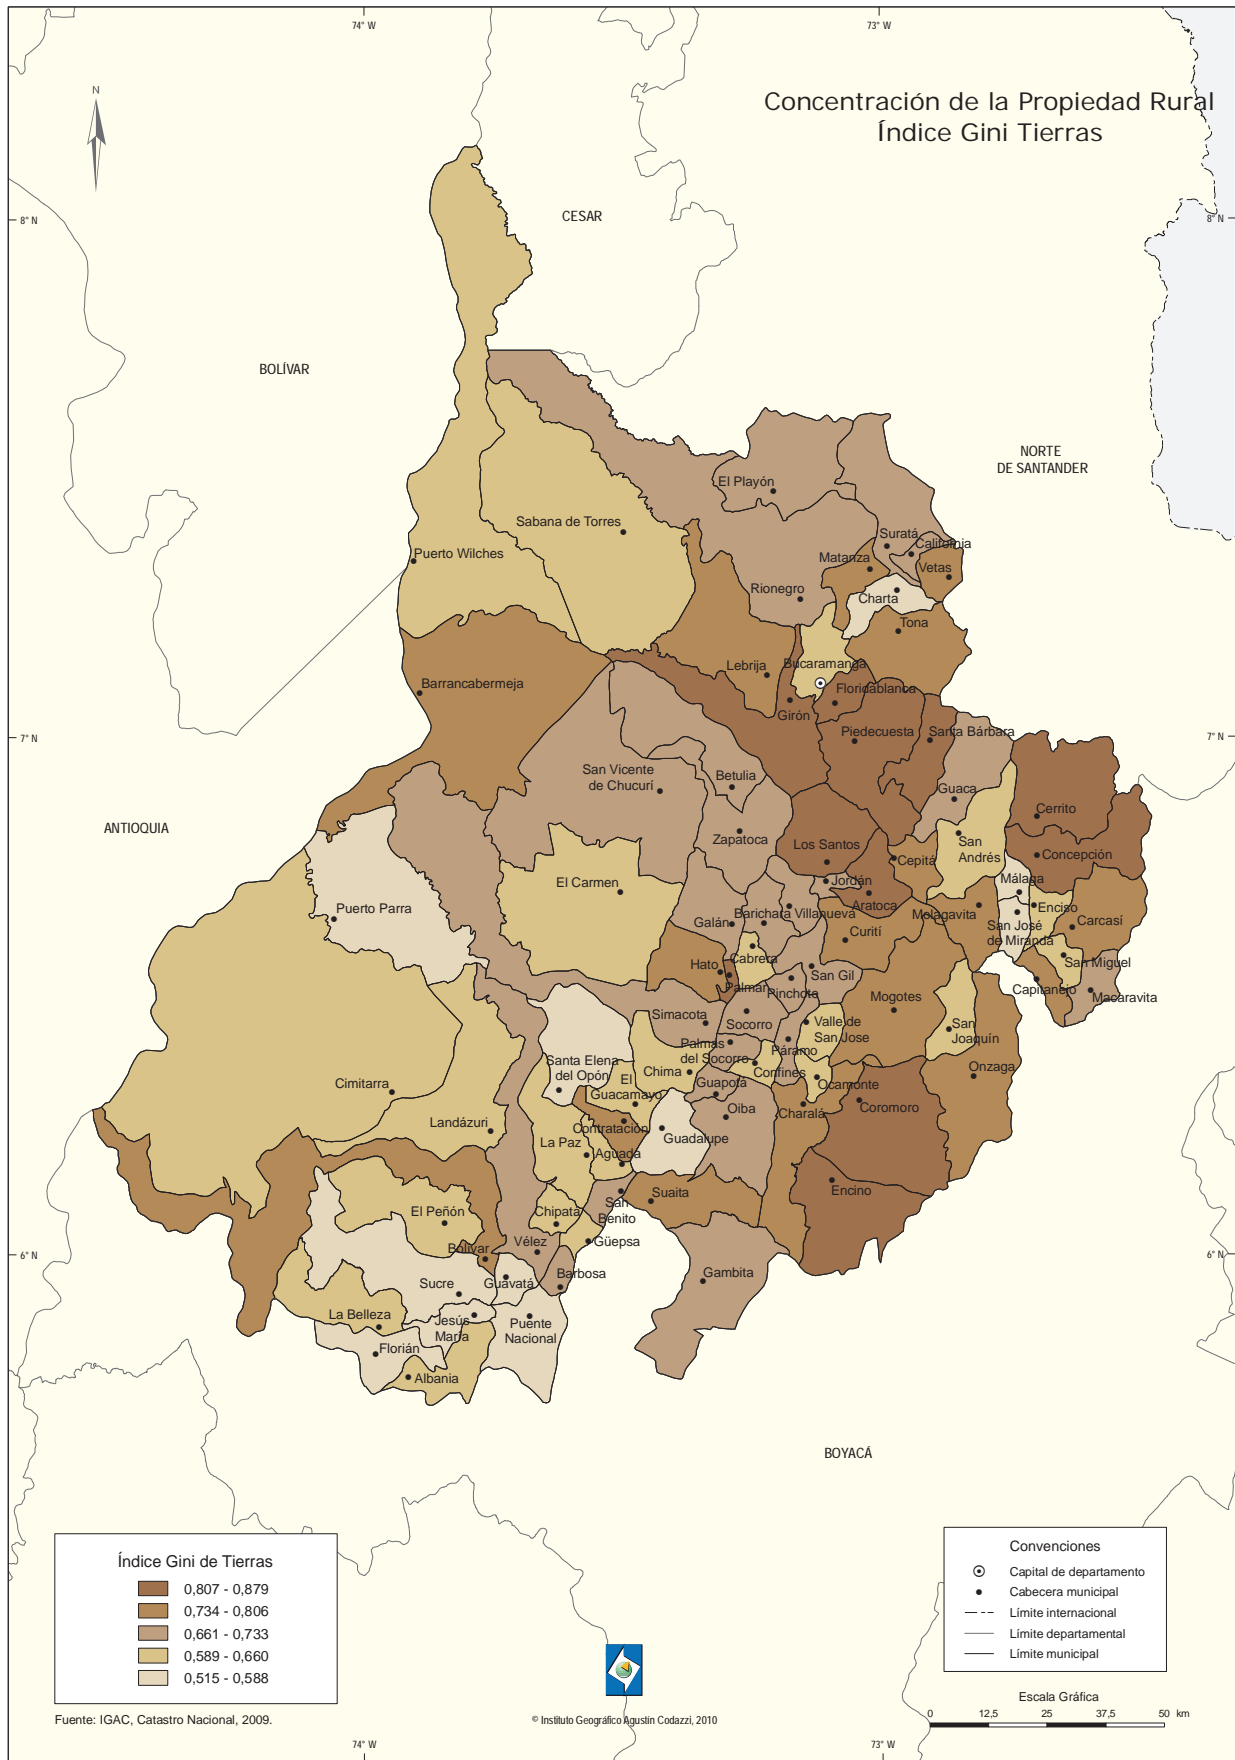 74° W
73° W
N
Concentración de la Propiedad Rural
Índice Gini Tierras
8° N
8° N
CESAR
BOLÍVAR
NORTE
DE SANTANDER
El Playón
Sabana de Torres
Suratá
California
Puerto Wilches
Matanza
Vetas
Rionegro
Charta
Tona
Bucaramanga
Lebrija
Barrancabermeja
Floridablanca
Girón
7° N
7° N
Piedecuesta
Santa Bárbara
San Vicente
de Chucurí
Betulia
Guaca
Cerrito
ANTIOQUIA
Zapatoca
Los Santos
San
Andrés
Cepitá
Concepción
El Carmen
Jordán
Málaga
Aratoca
Puerto Parra
Galán
Barichara
Villanueva
Molagavita
San José
de Miranda
Enciso
Carcasí
Curití
Cabrera
Hato
San Gil
San Miguel
Palmar
Pinchote
Capitanejo
Macaravita
Mogotes
Simacota
Socorro
Valle de
San Jose
San
Joaquín
Palmas
del Socorro
Páramo
Santa Elena
del Opón
Chima
Confines
Onzaga
Cimitarra
El
Guacamayo
Guapotá
Ocamonte
Oiba
Charalá
Coromoro
Landázuri
Contratación
La Paz
Guadalupe
Aguada
Encino
Suaita
San
Benito
El Peñón
Chipatá
Güepsa
Vélez
Bolívar
6° N
6° N
Guavatá
Barbosa
Gambita
Sucre
La Belleza
Jesús
María
Puente
Nacional
Florián
Albania
BOYACÁ
Índice Gini de Tierras
0,807 - 0,879
0,734 - 0,806
0,661 - 0,733
0,589 - 0,660
0,515 - 0,588
Convenciones
Capital de departamento
Cabecera municipal
Límite internacional
Límite departamental
Límite municipal
Escala Gráfica
0 12,5 25 37,5 50 km
Fuente: IGAC, Catastro Nacional, 2009.
© Instituto Geográfico Agustín Codazzi, 2010
74° W
73° W